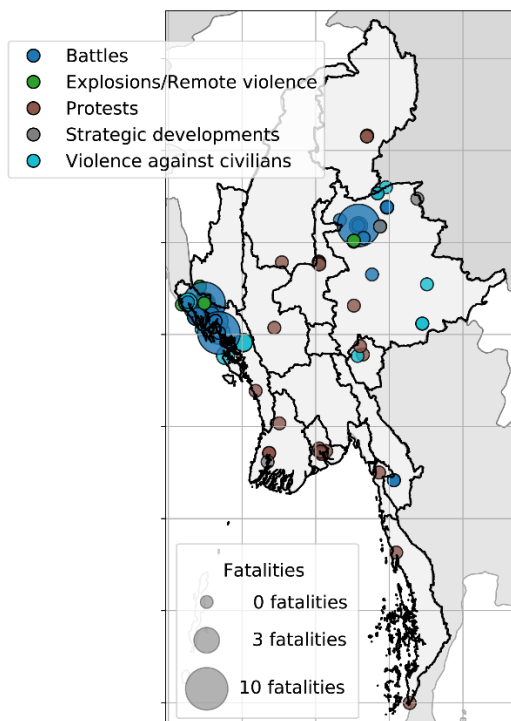 Battles
Explosions/Remote violence
Protests
Strategic developments
Violence against civilians
Fatalities
0 fatalities
3 fatalities
10 fatalities